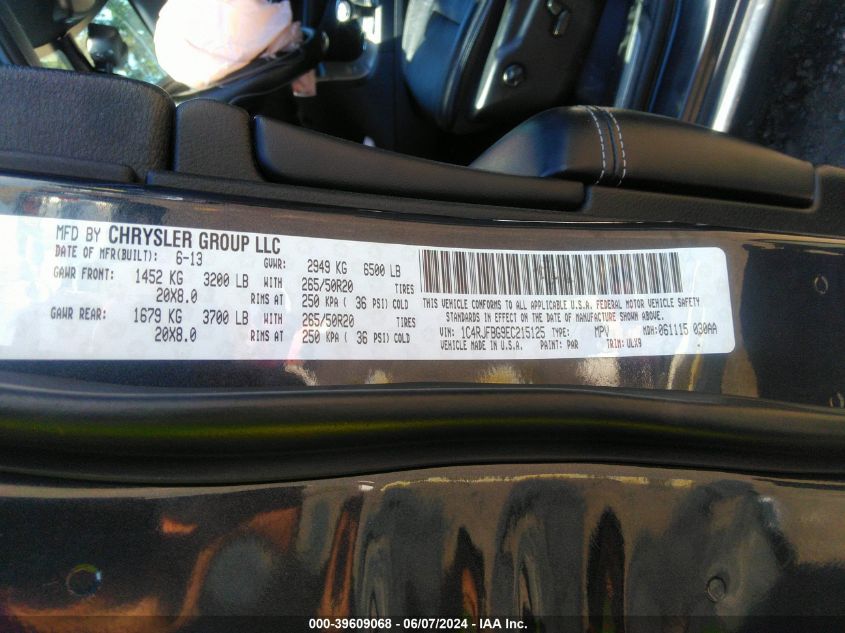 MFD BY CHRYSLER GROUP LLC
DATE OF MFR(BUILT): 6-13 GVWR: 2949 KG 6500 LB
GAWR FRONT: 1452 KG 3200 LB WITH 265/50R20 TIRES
20X8.0 RIMS AT 250 KPA ( 36 PSI) COLD
GAWR REAR: 1679 KG 3700 LB WITH 265/50R20 TIRES
20X8.0 RIMS AT 250 KPA ( 36 PSI) COLD
THIS VEHICLE CONFORMS TO ALL APPLICABLE U.S.A. FEDERAL MOTOR VEHICLE SAFETY
STANDARDS IN EFFECT ON THE DATE OF MANUFACTURE SHOWN ABOVE.
VIN: 1C4RJFBG9EC215125 TYPE: MPV MDH: 061115 030AA
VEHICLE MADE IN U.S.A. PAINT: PAR TRIM: ULX9
000-39609068 - 06/07/2024 - IAA Inc.